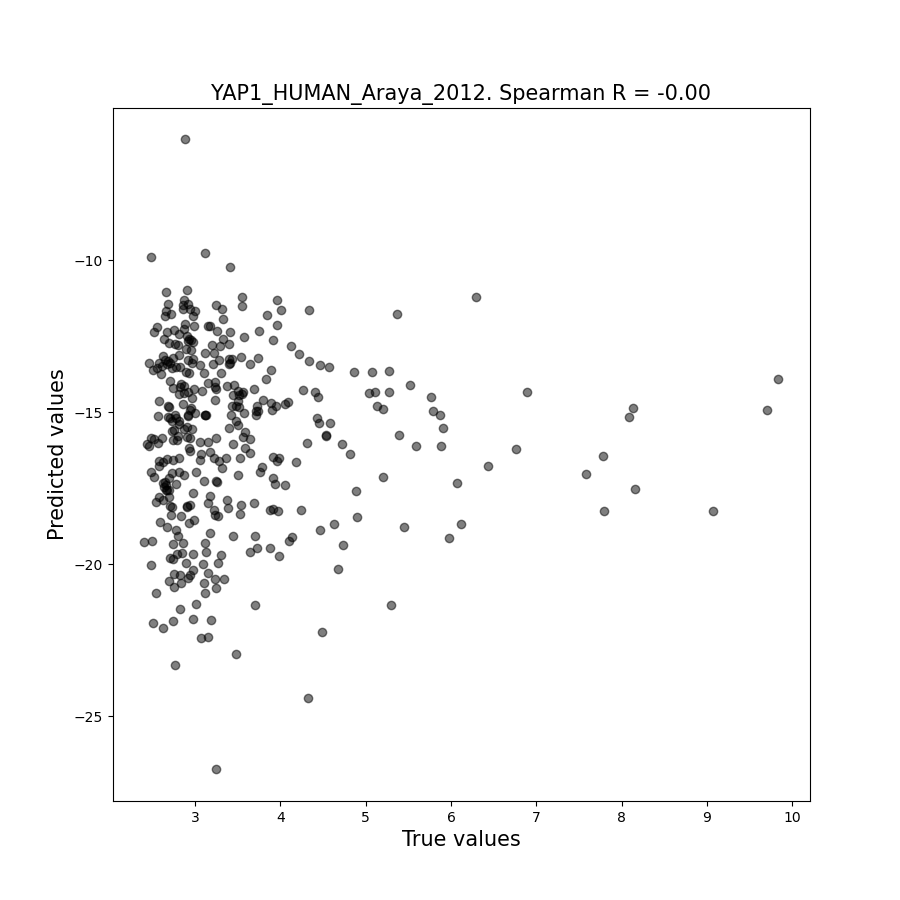 YAP1_HUMAN_Araya_2012. Spearman R = -0.00
Predicted values
−10
−15
−20
−25
3 4 5 6 7 8 9 10
True values